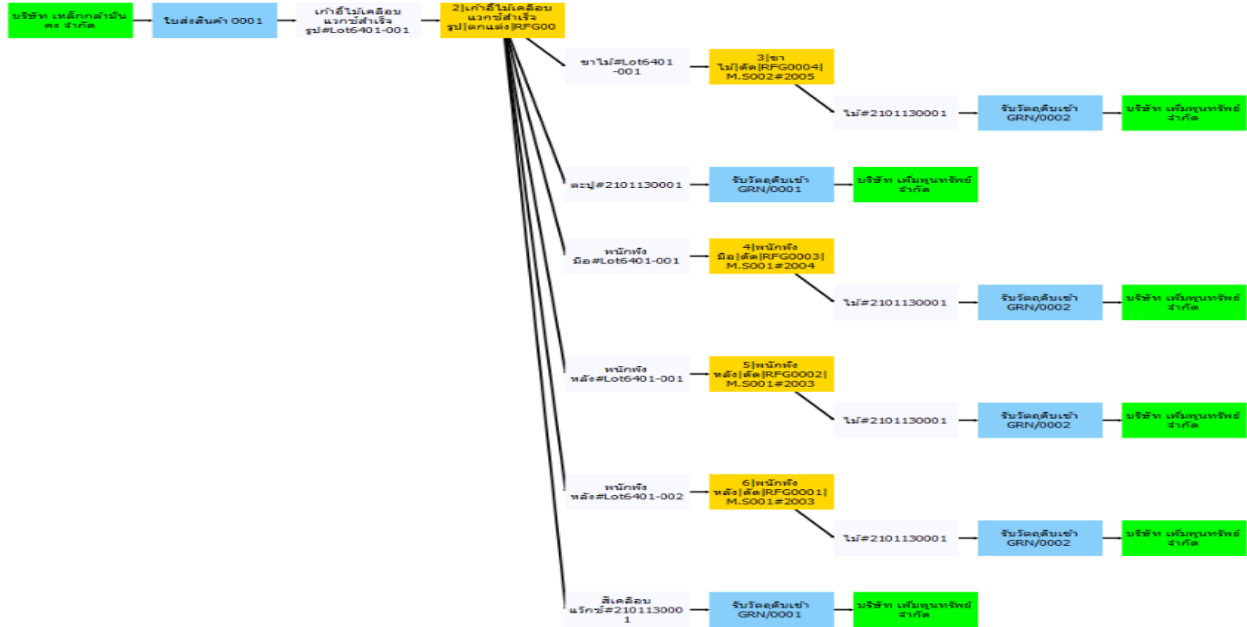 บริษัท เหล็กกล้ามั่น
คง จำกัด
ใบส่งสินค้า 0001
เก้าอี้ไม้เคลือบ
แวกซ์สำเร็จ
รูป#Lot6401-001
2|เก้าอี้ไม้เคลือบ
แวกซ์สำเร็จ
รูป|ตกแต่ง|RFG00
ขาไม้#Lot6401
-001
3|ขา
ไม้|ตัด|RFG0004|
M.S002#2005
ไม้#2101130001
รับวัตถุดิบเข้า
GRN/0002
บริษัท เพิ่มพูนทรัพย์
จำกัด
ตะปู#2101130001
รับวัตถุดิบเข้า
GRN/0001
บริษัท เพิ่มพูนทรัพย์
จำกัด
พนักพิง
มือ#Lot6401-001
4|พนักพิง
มือ|ตัด|RFG0003|
M.S001#2004
ไม้#2101130001
รับวัตถุดิบเข้า
GRN/0002
บริษัท เพิ่มพูนทรัพย์
จำกัด
พนักพิง
หลัง#Lot6401-001
5|พนักพิง
หลัง|ตัด|RFG0002|
M.S001#2003
ไม้#2101130001
รับวัตถุดิบเข้า
GRN/0002
บริษัท เพิ่มพูนทรัพย์
จำกัด
พนักพิง
หลัง#Lot6401-002
6|พนักพิง
หลัง|ตัด|RFG0001|
M.S001#2003
ไม้#2101130001
รับวัตถุดิบเข้า
GRN/0002
บริษัท เพิ่มพูนทรัพย์
จำกัด
สีเคลือบ
แว๊กซ์#210113000
1
รับวัตถุดิบเข้า
GRN/0001
บริษัท เพิ่มพูนทรัพย์
จำกัด